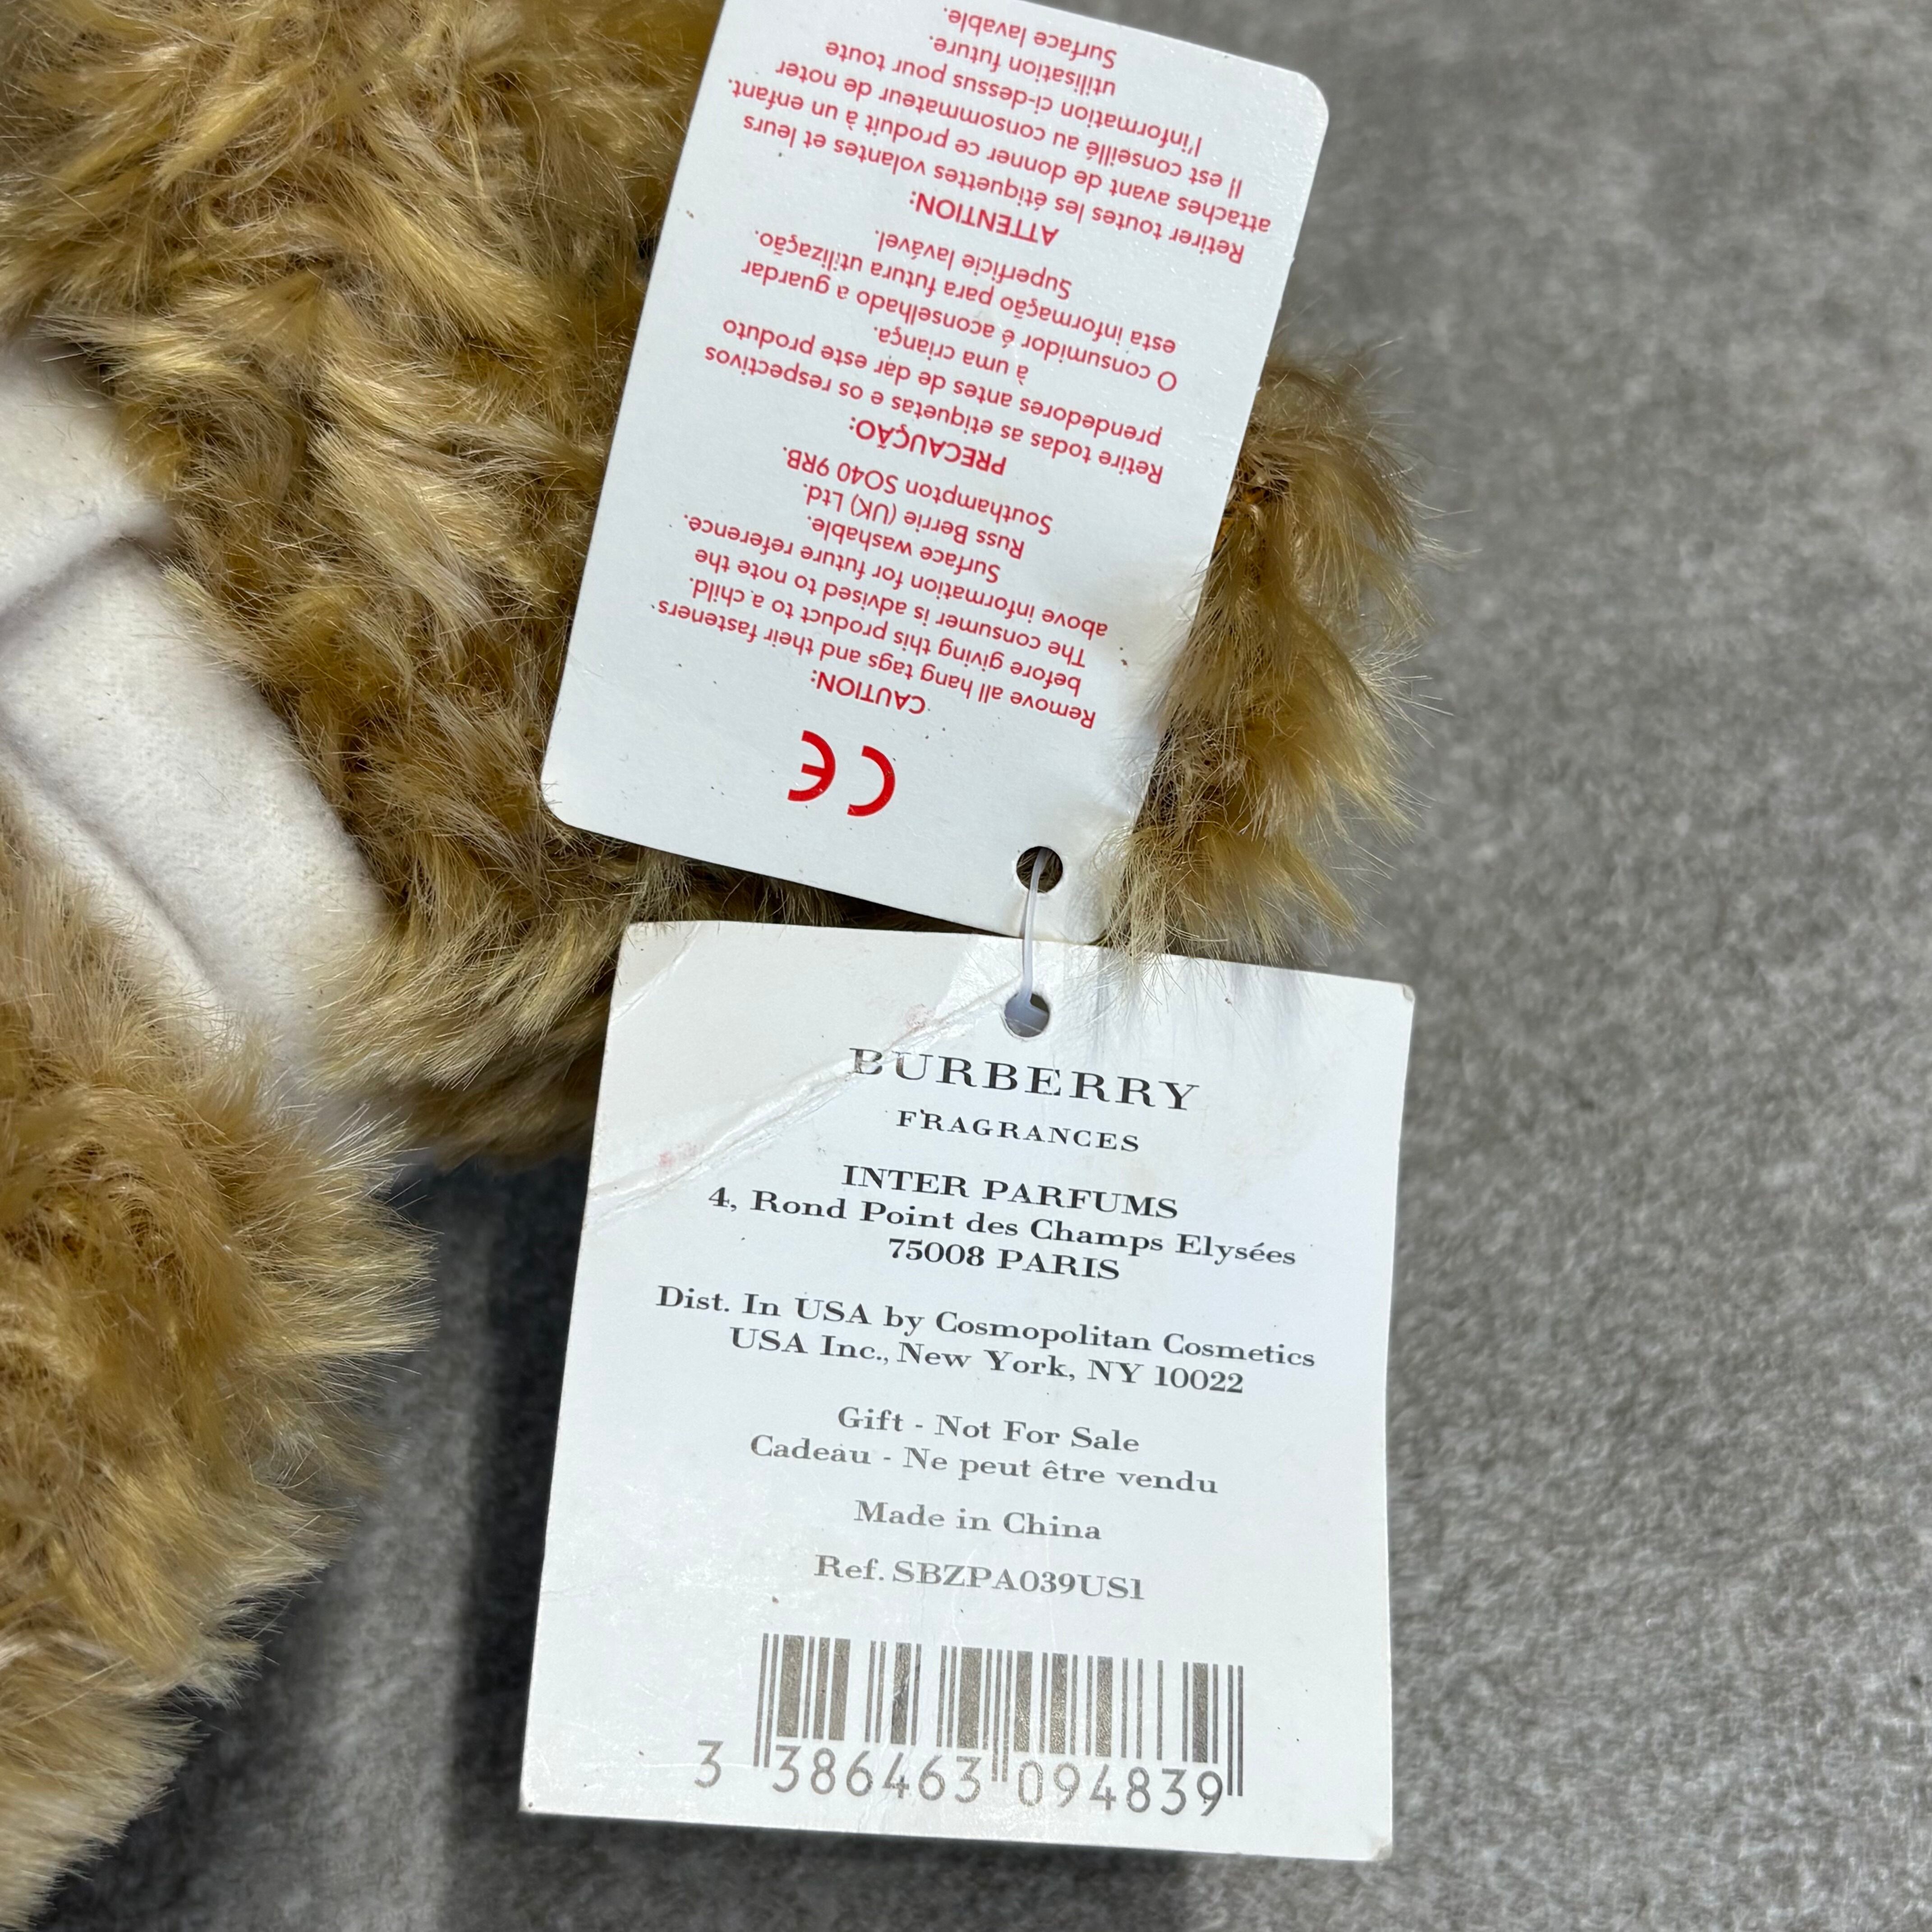 CE
CAUTION:
Remove all hang tags and their fasteners
before giving this product to a child.
The consumer is advised to note the
above information for future reference.
Surface washable.
Russ Berrie (UK) Ltd.
Southampton SO40 9RB.
PRECAUÇÃO:
Retire todas as etiquetas e os respectivos
prendedores antes de dar este produto
à uma criança.
O consumidor é aconselhado a guardar
esta informação para futura utilização.
Superfície lavável.
ATTENTION:
Retirer toutes les étiquettes volantes et leurs
attaches avant de donner ce produit à un enfant.
Il est conseillé au consommateur de noter
l'information ci-dessus pour toute
utilisation future.
Surface lavable.
BURBERRY
FRAGRANCES
INTER PARFUMS
4, Rond Point des Champs Elysées
75008 PARIS
Dist. In USA by Cosmopolitan Cosmetics
USA Inc., New York, NY 10022
Gift - Not For Sale
Cadeau - Ne peut être vendu
Made in China
Ref. SBZPA039US1
3 386463 094839